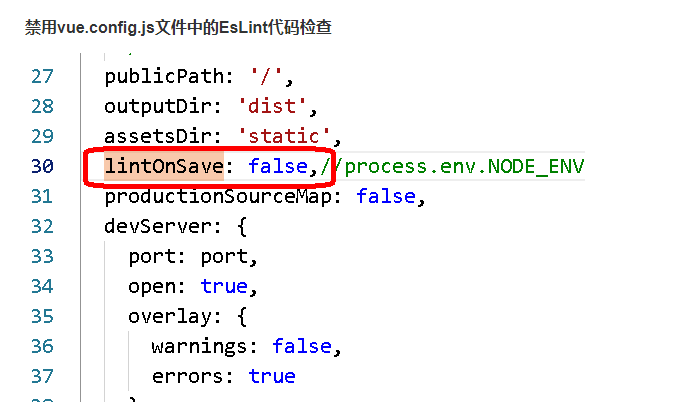 禁用vue.config.js文件中的EsLint代码检查
27 publicPath: '/',
28 outputDir: 'dist',
29 assetsDir: 'static',
30 lintOnSave: false,//process.env.NODE_ENV
31 productionSourceMap: false,
32 devServer: {
33 port: port,
34 open: true,
35 overlay: {
36 warnings: false,
37 errors: true